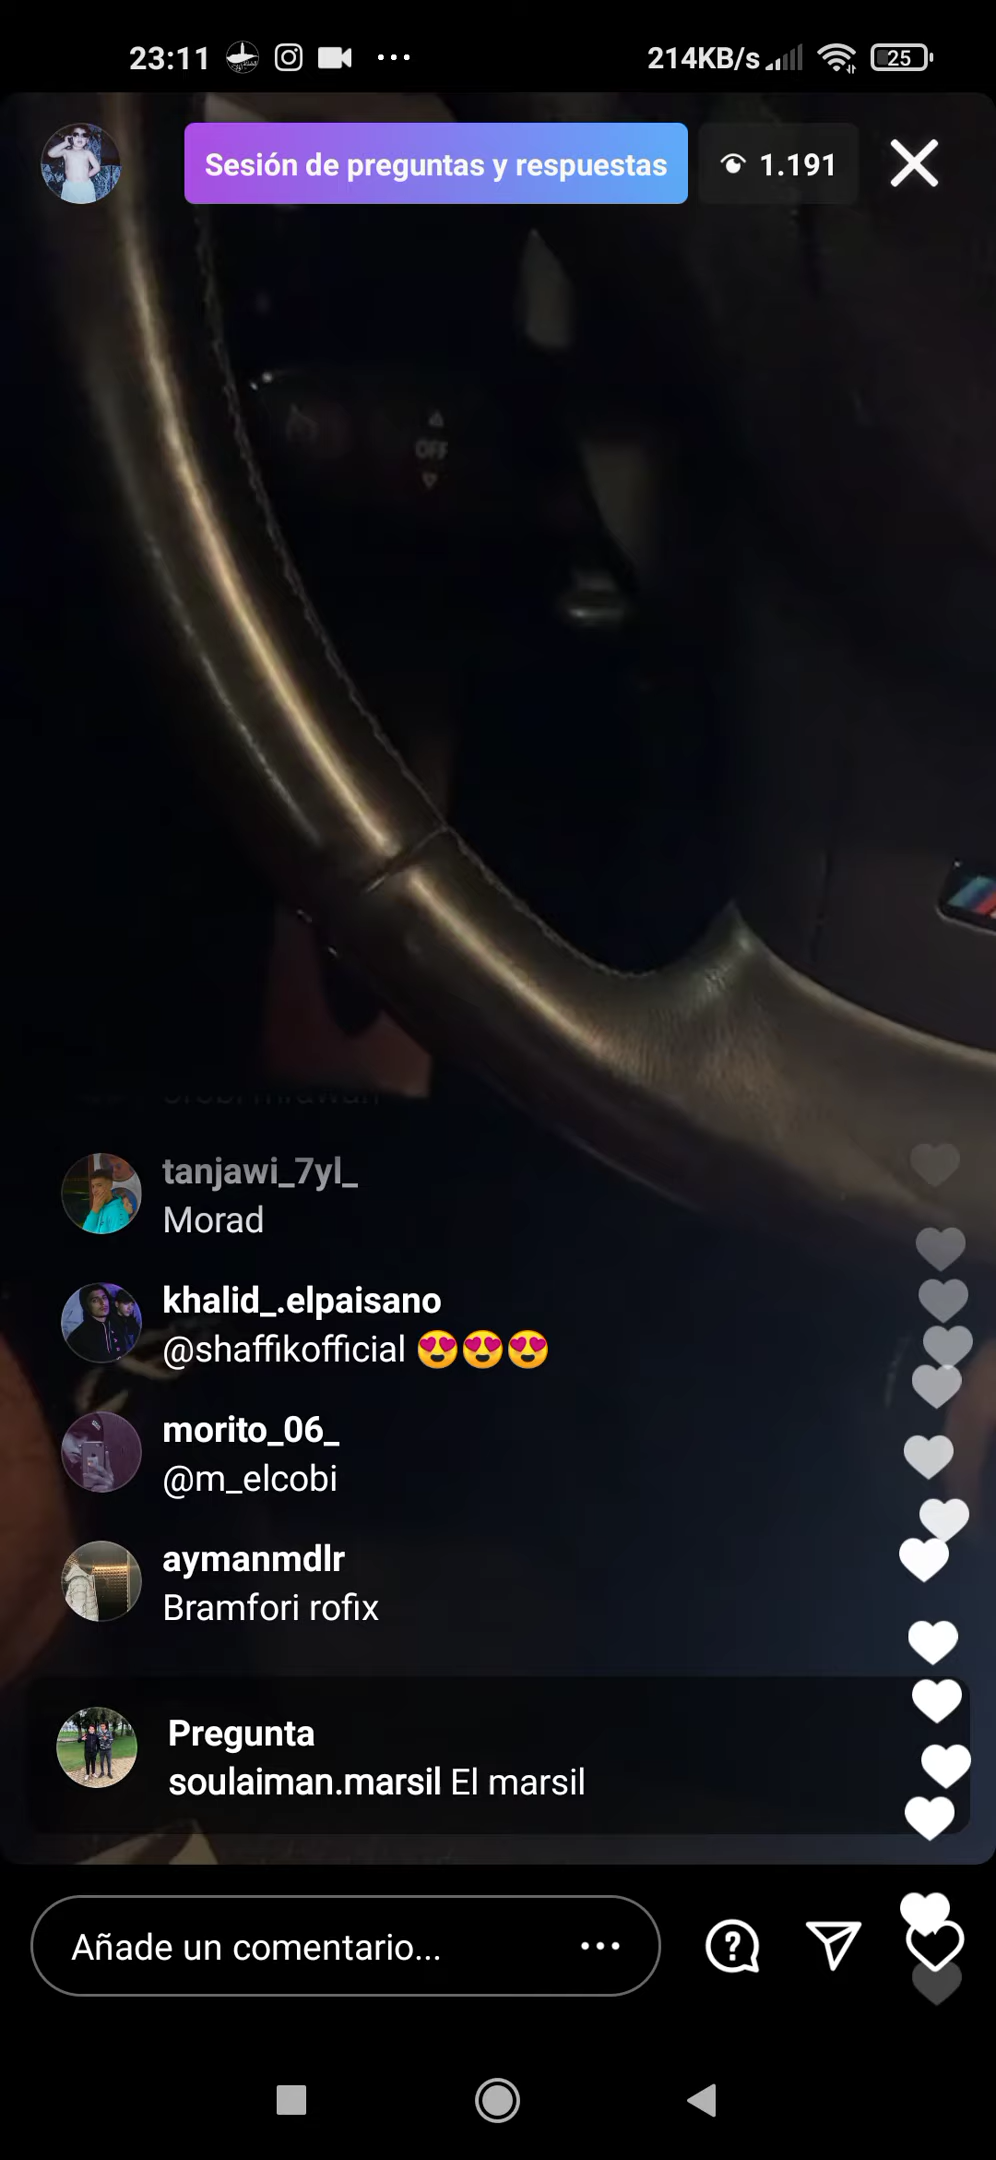 23:11
214KB/s
25
Sesión de preguntas y respuestas
1.191
OFF
tanjawi_7yl_
Morad
khalid_.elpaisano
@shaffikofficial 😍😍😍
morito_06_
@m_elcobi
aymanmdlr
Bramfori rofix
Pregunta
soulaiman.marsil El marsil
Añade un comentario...